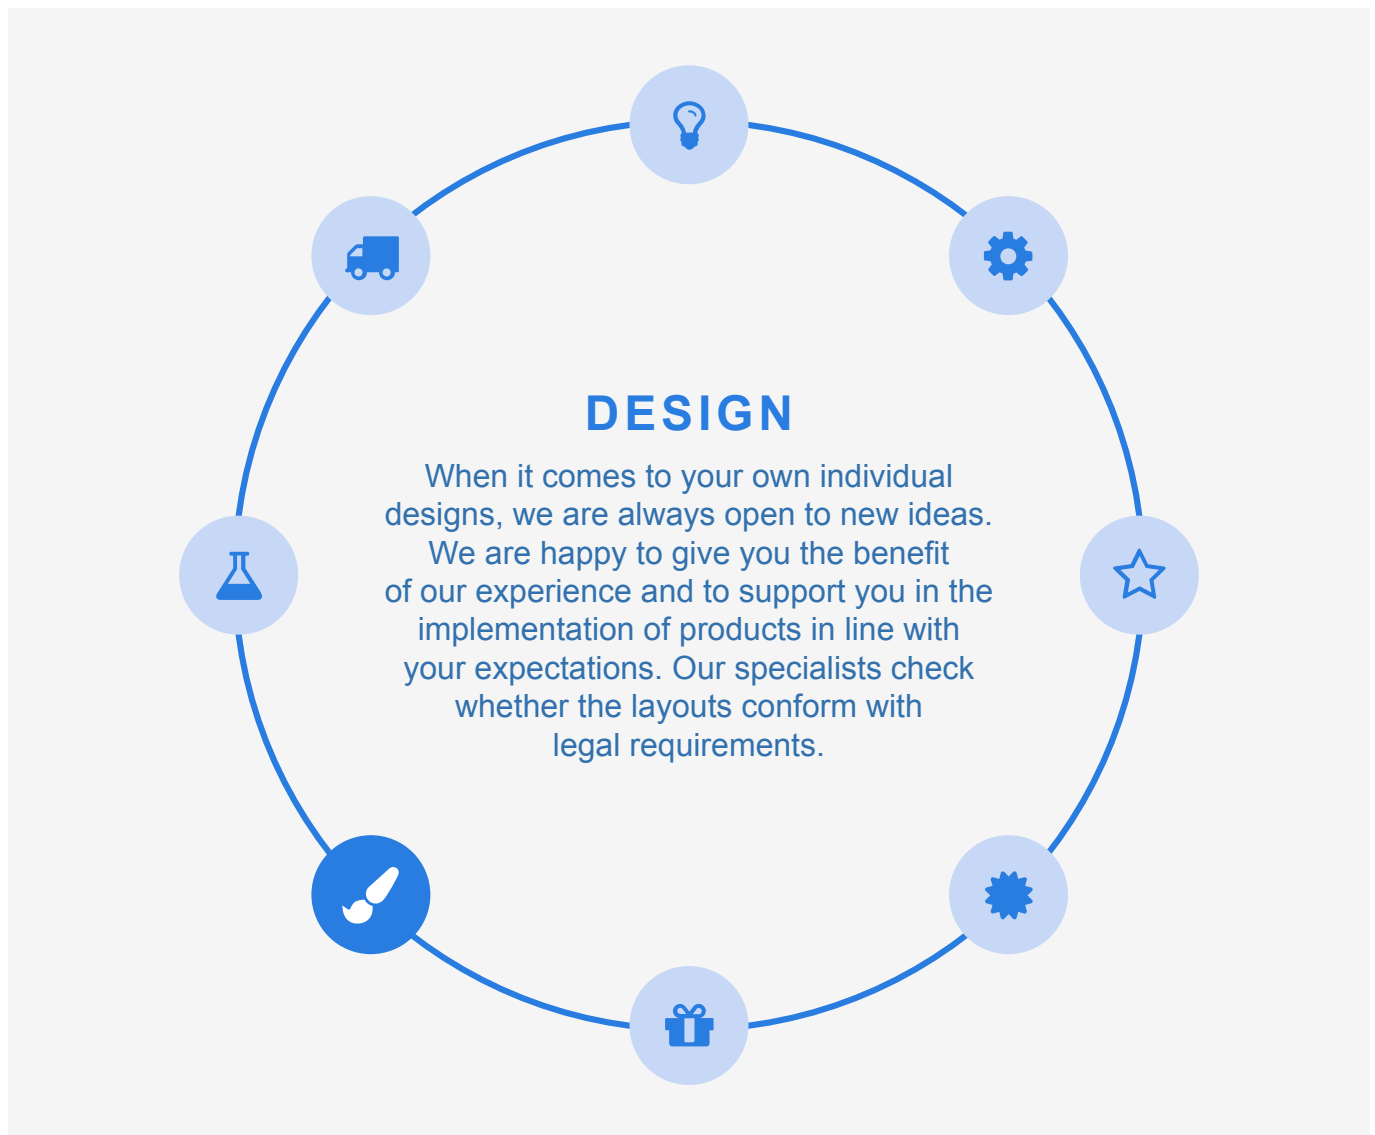 DESIGN
When it comes to your own individual
designs, we are always open to new ideas.
We are happy to give you the benefit
of our experience and to support you in the
implementation of products in line with
your expectations. Our specialists check
whether the layouts conform with
legal requirements.